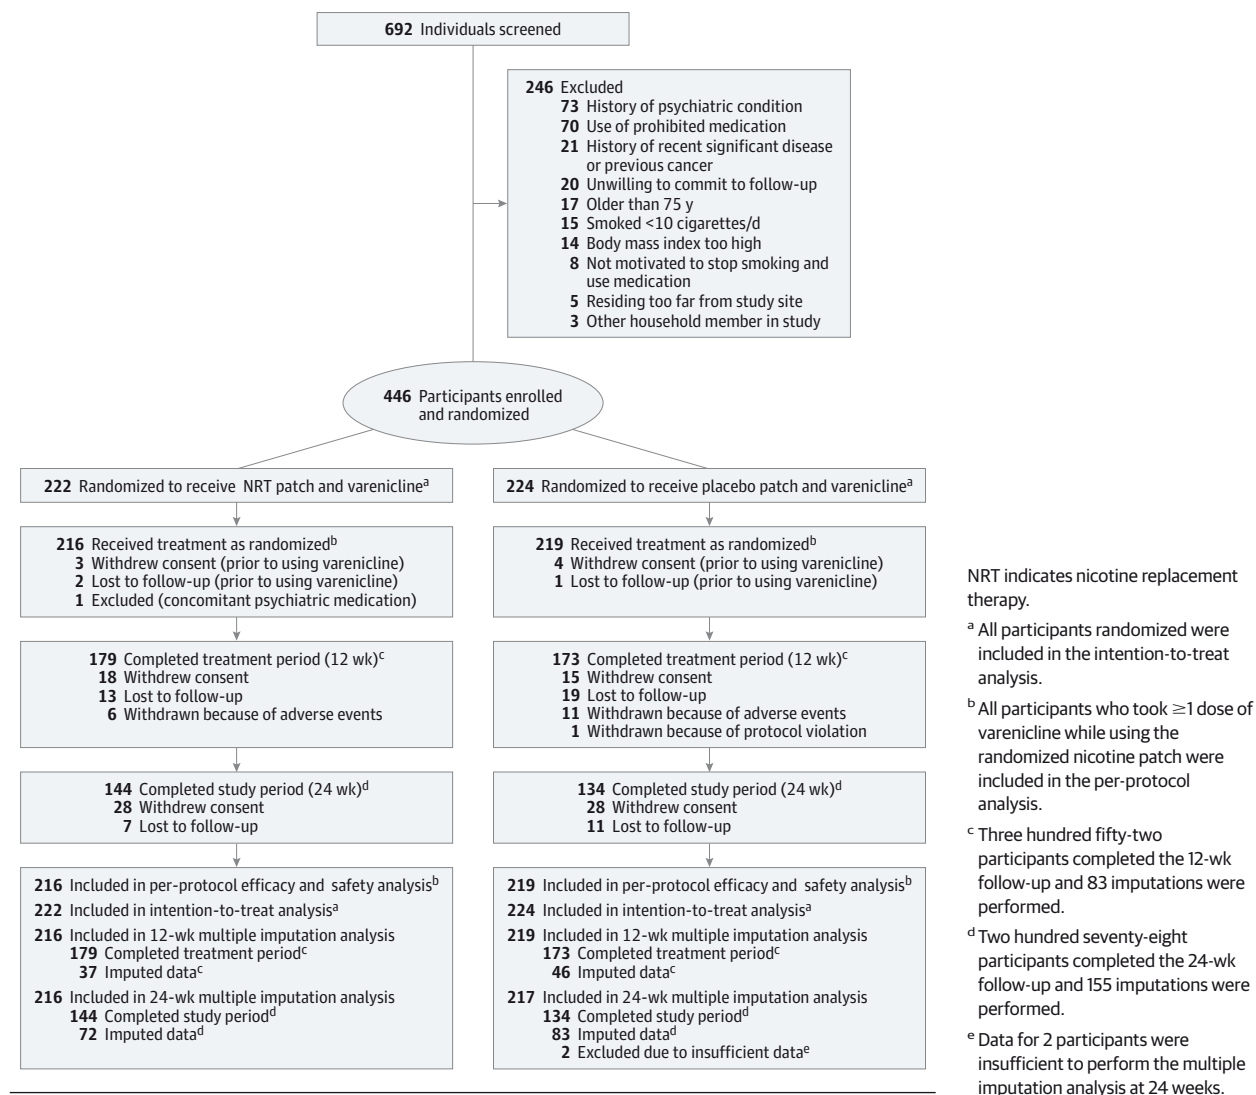 692 Individuals screened
246 Excluded
73 History of psychiatric condition
70 Use of prohibited medication
21 History of recent significant disease
or previous cancer
20 Unwilling to commit to follow-up
17 Older than 75 y
15 Smoked <10 cigarettes/d
14 Body mass index too high
8 Not motivated to stop smoking and
use medication
5 Residing too far from study site
3 Other household member in study
446 Participants enrolled
and randomized
222 Randomized to receive NRT patch and vareniclineᵃ
216 Received treatment as randomizedᵇ
3 Withdrew consent (prior to using varenicline)
2 Lost to follow-up (prior to using varenicline)
1 Excluded (concomitant psychiatric medication)
179 Completed treatment period (12 wk)ᶜ
18 Withdrew consent
13 Lost to follow-up
6 Withdrawn because of adverse events
144 Completed study period (24 wk)ᵈ
28 Withdrew consent
7 Lost to follow-up
216 Included in per-protocol efficacy and safety analysisᵇ
222 Included in intention-to-treat analysisᵃ
216 Included in 12-wk multiple imputation analysis
179 Completed treatment periodᶜ
37 Imputed dataᶜ
216 Included in 24-wk multiple imputation analysis
144 Completed study periodᵈ
72 Imputed dataᵈ
224 Randomized to receive placebo patch and vareniclineᵃ
219 Received treatment as randomizedᵇ
4 Withdrew consent (prior to using varenicline)
1 Lost to follow-up (prior to using varenicline)
173 Completed treatment period (12 wk)ᶜ
15 Withdrew consent
19 Lost to follow-up
11 Withdrawn because of adverse events
1 Withdrawn because of protocol violation
134 Completed study period (24 wk)ᵈ
28 Withdrew consent
11 Lost to follow-up
219 Included in per-protocol efficacy and safety analysisᵇ
224 Included in intention-to-treat analysisᵃ
219 Included in 12-wk multiple imputation analysis
173 Completed treatment periodᶜ
46 Imputed dataᶜ
217 Included in 24-wk multiple imputation analysis
134 Completed study periodᵈ
83 Imputed dataᵈ
2 Excluded due to insufficient dataᵉ
NRT indicates nicotine replacement
therapy.
ᵃ All participants randomized were
included in the intention-to-treat
analysis.
ᵇ All participants who took ≥1 dose of
varenicline while using the
randomized nicotine patch were
included in the per-protocol
analysis.
ᶜ Three hundred fifty-two
participants completed the 12-wk
follow-up and 83 imputations were
performed.
ᵈ Two hundred seventy-eight
participants completed the 24-wk
follow-up and 155 imputations were
performed.
ᵉ Data for 2 participants were
insufficient to perform the multiple
imputation analysis at 24 weeks.